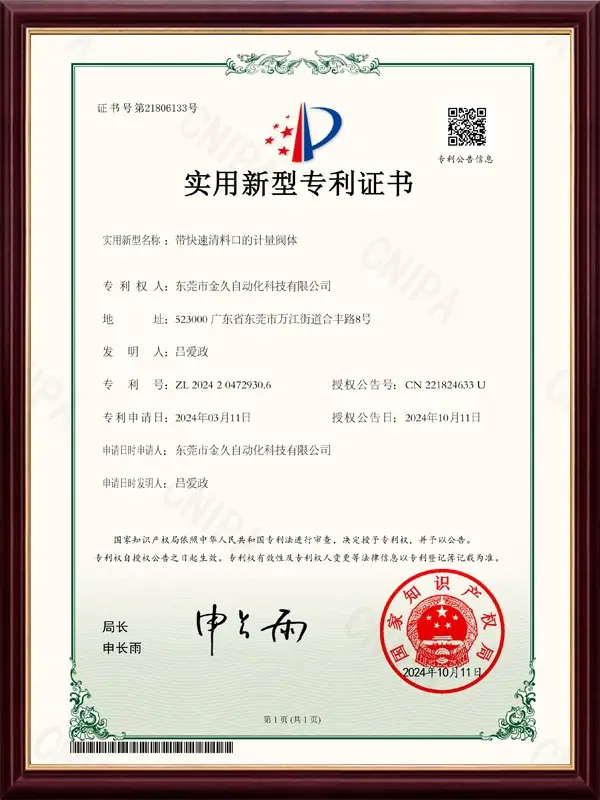 证书号第21806133号
专利公告信息
实用新型专利证书
实用新型名称：带快速清料口的计量阀体
专利权人：东莞市金久自动化科技有限公司
地址：523000 广东省东莞市万江街道合丰路8号
发明人：吕爱政
专利号：ZL 2024 2 0472930.6 授权公告号：CN 221824633 U
专利申请日：2024年03月11日 授权公告日：2024年10月11日
申请日时申请人：东莞市金久自动化科技有限公司
申请日时发明人：吕爱政
国家知识产权局依照中华人民共和国专利法进行审查，决定授予专利权，并予以公告。
专利权自授权公告之日起生效。专利权有效性及专利权人变更等法律信息以专利登记簿记载为准。
局长
申长雨
申长雨
国家知识产权局
2024年10月11日
第 1 页 (共 1 页)
CNIPA
CNIPA
CNIPA
CNIPA